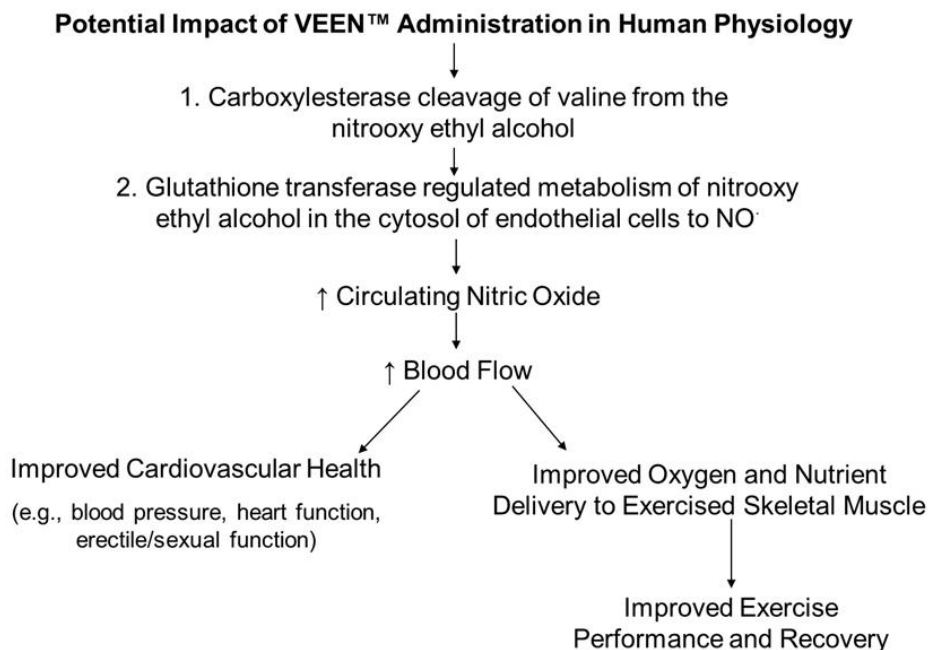 Potential Impact of VEEN™ Administration in Human Physiology
1. Carboxylesterase cleavage of valine from the
nitrooxy ethyl alcohol
2. Glutathione transferase regulated metabolism of nitrooxy
ethyl alcohol in the cytosol of endothelial cells to NO·
↑ Circulating Nitric Oxide
↑ Blood Flow
Improved Cardiovascular Health
(e.g., blood pressure, heart function,
erectile/sexual function)
Improved Oxygen and Nutrient
Delivery to Exercised Skeletal Muscle
Improved Exercise
Performance and Recovery